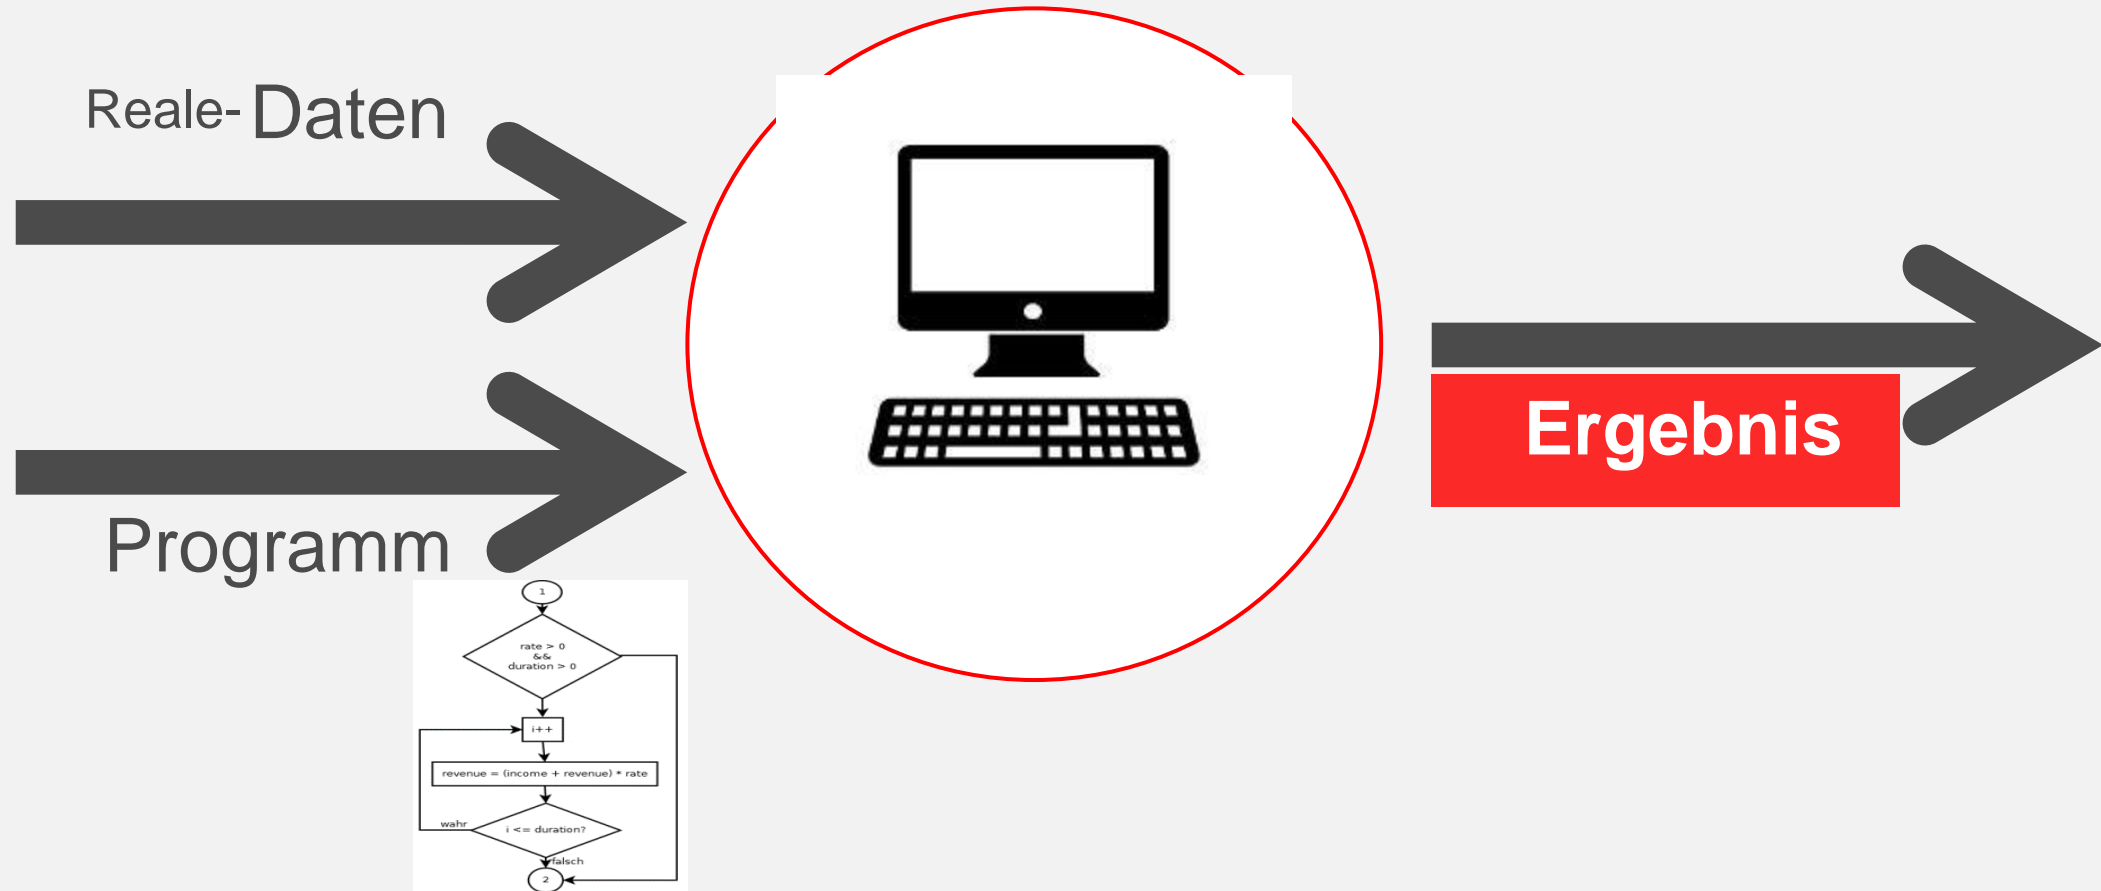 Reale- Daten
Ergebnis
Programm
1
rate > 0
&&
duration > 0
i++
revenue = (income + revenue) * rate
wahr
i <= duration?
falsch
2